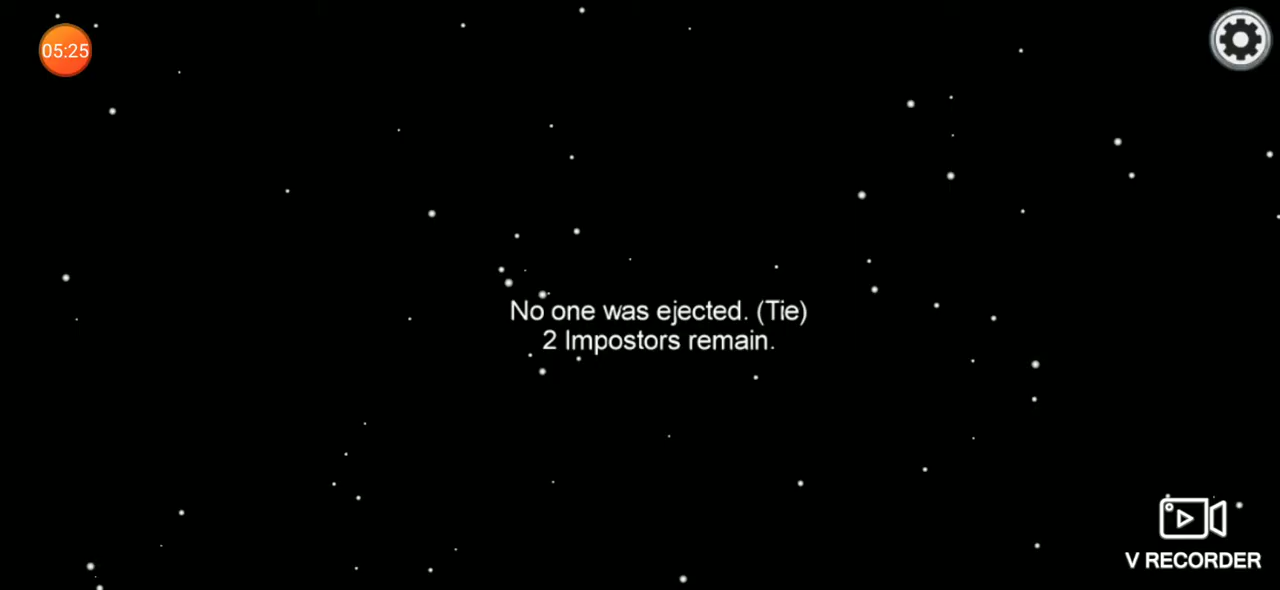 05:25
No one was ejected. (Tie)
2 Impostors remain.
V RECORDER